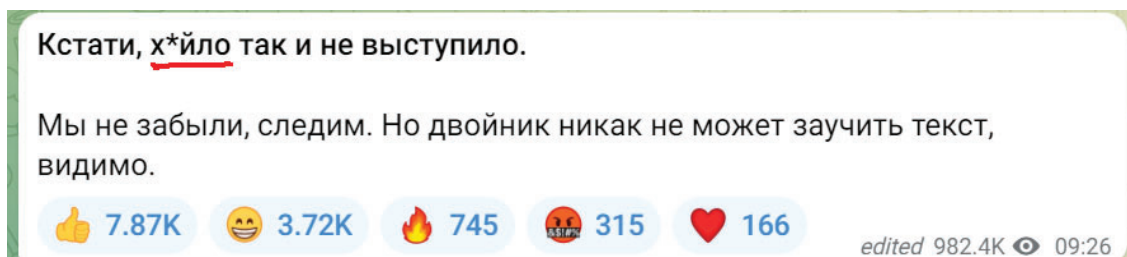 Кстати, х*йло так и не выступило.
Мы не забыли, следим. Но двойник никак не может заучить текст,
видимо.
7.87K 3.72K 745 315 166
edited 982.4K 09:26